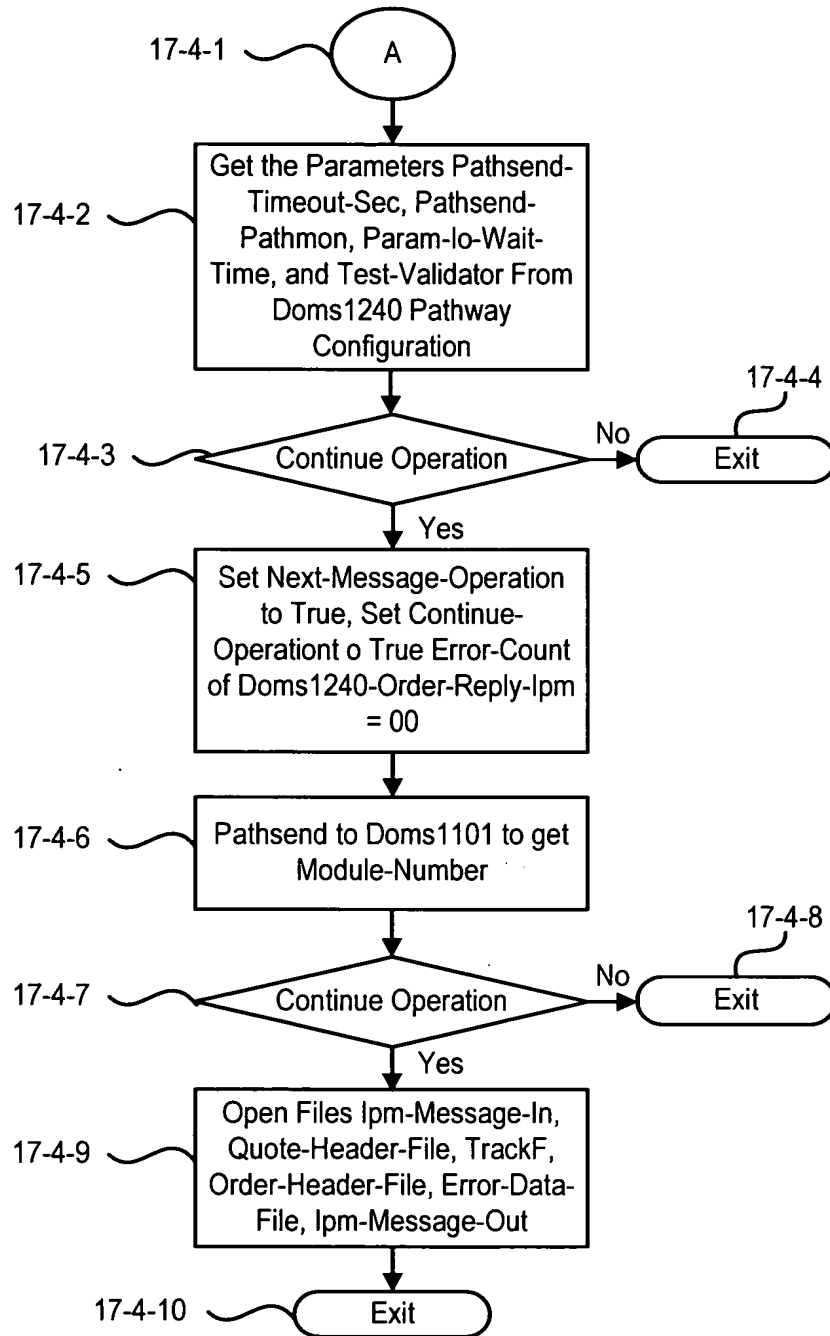 17-4-1
A
17-4-2
Get the Parameters Pathsend-
Timeout-Sec, Pathsend-
Pathmon, Param-Io-Wait-
Time, and Test-Validator From
Doms1240 Pathway
Configuration
17-4-3
Continue Operation
No
17-4-4
Exit
Yes
17-4-5
Set Next-Message-Operation
to True, Set Continue-
Operationt o True Error-Count
of Doms1240-Order-Reply-Ipm
= 00
17-4-6
Pathsend to Doms1101 to get
Module-Number
17-4-7
Continue Operation
No
17-4-8
Exit
Yes
17-4-9
Open Files Ipm-Message-In,
Quote-Header-File, TrackF,
Order-Header-File, Error-Data-
File, Ipm-Message-Out
17-4-10
Exit